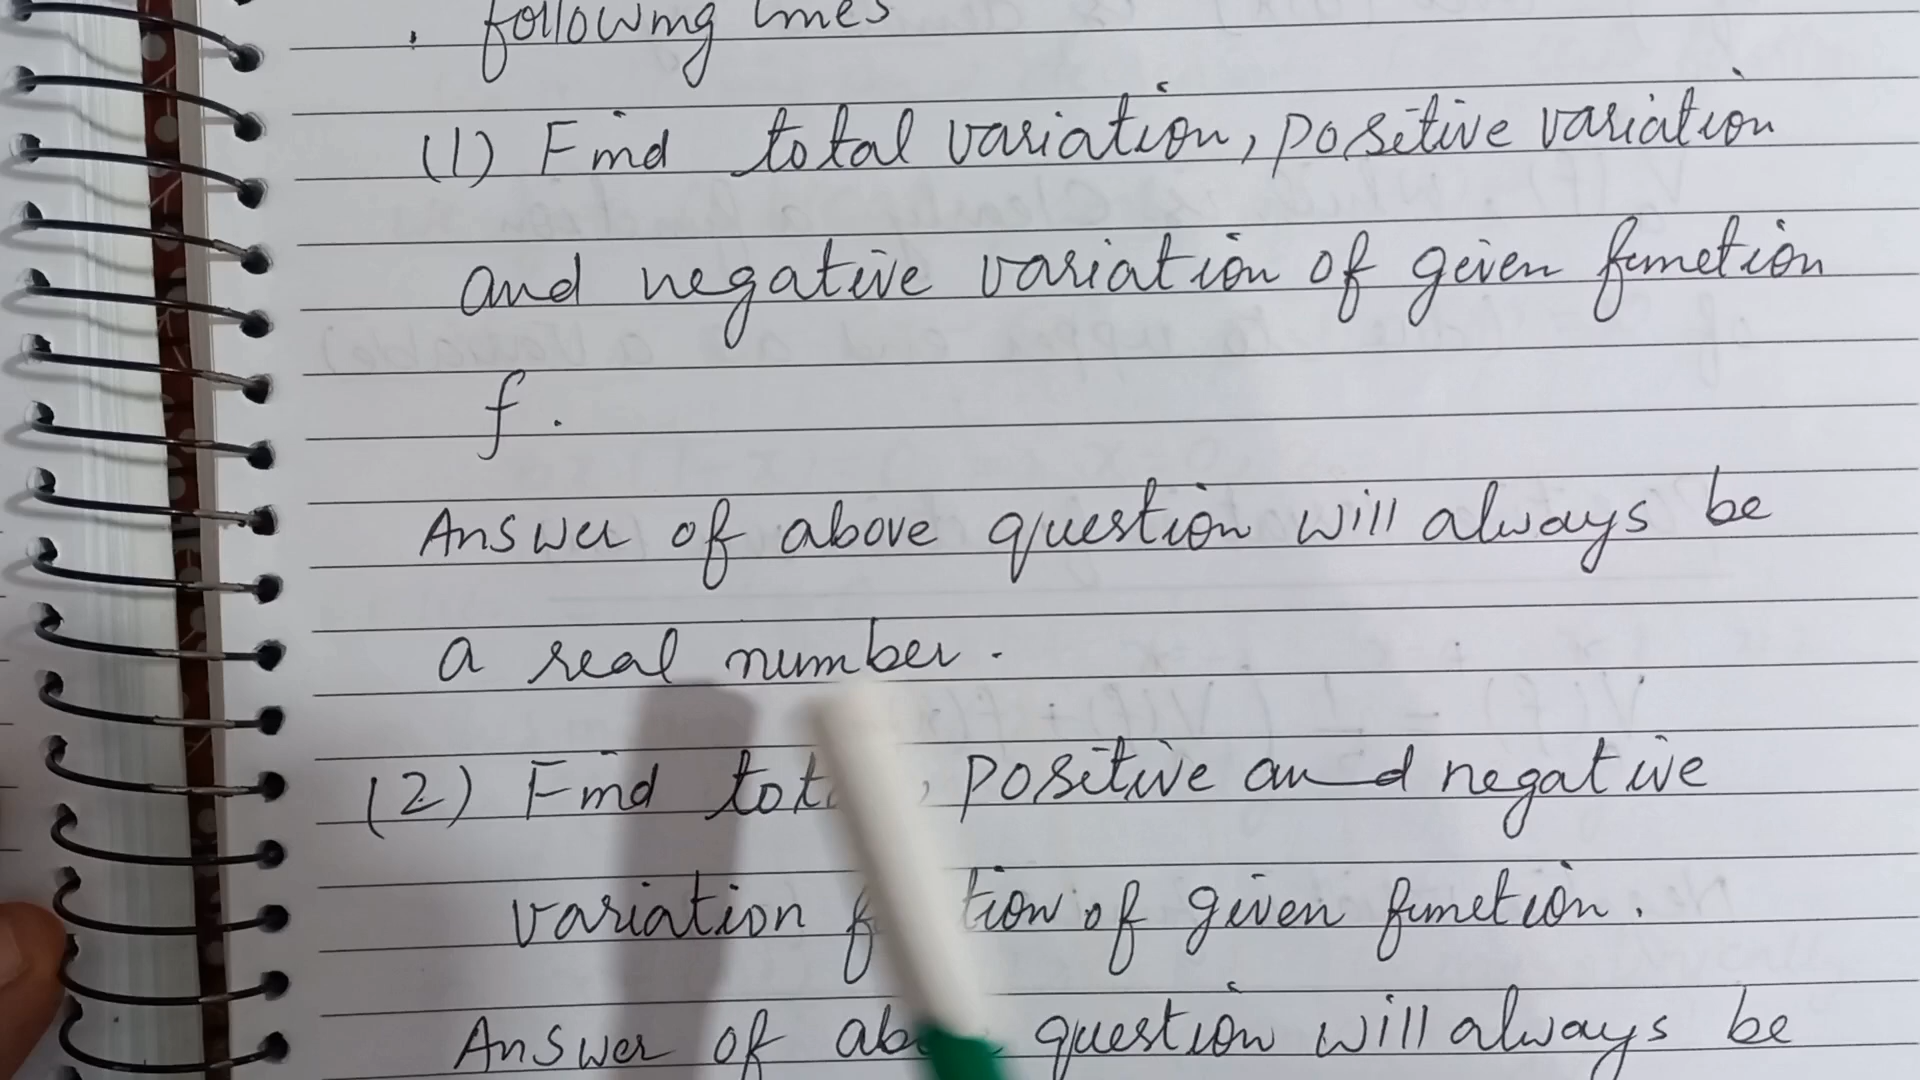 following lines
(1) Find total variation, positive variation
and negative variation of given function
f.
Answer of above question will always be
a real number.
(2) Find , positive and negative
variation of given function.
Answer of question will always be